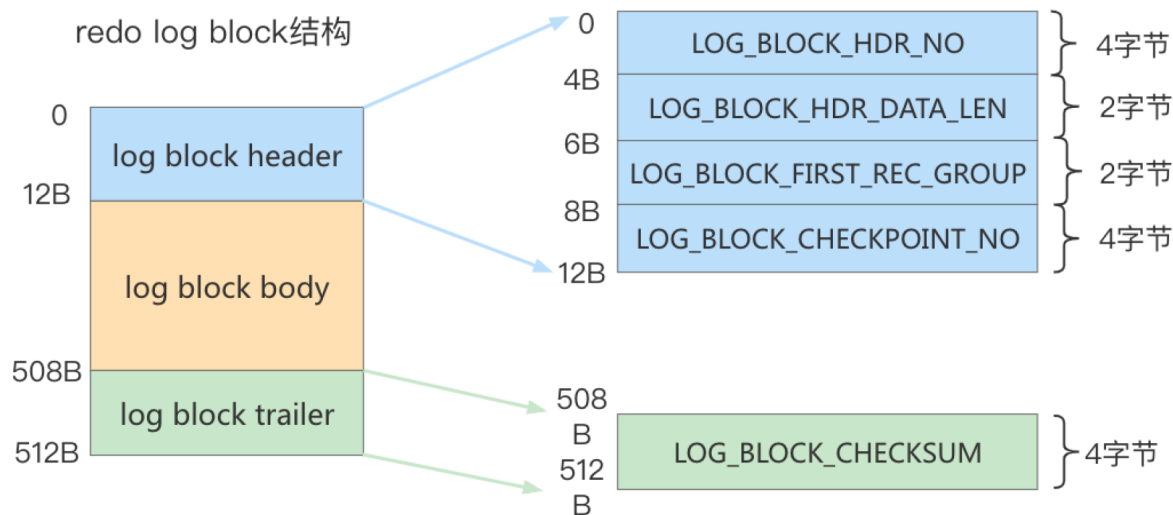 redo log block结构
0
log block header
12B
log block body
508B
log block trailer
512B
0
LOG_BLOCK_HDR_NO
4字节
4B
LOG_BLOCK_HDR_DATA_LEN
2字节
6B
LOG_BLOCK_FIRST_REC_GROUP
2字节
8B
LOG_BLOCK_CHECKPOINT_NO
4字节
12B
508
B
LOG_BLOCK_CHECKSUM
4字节
512
B